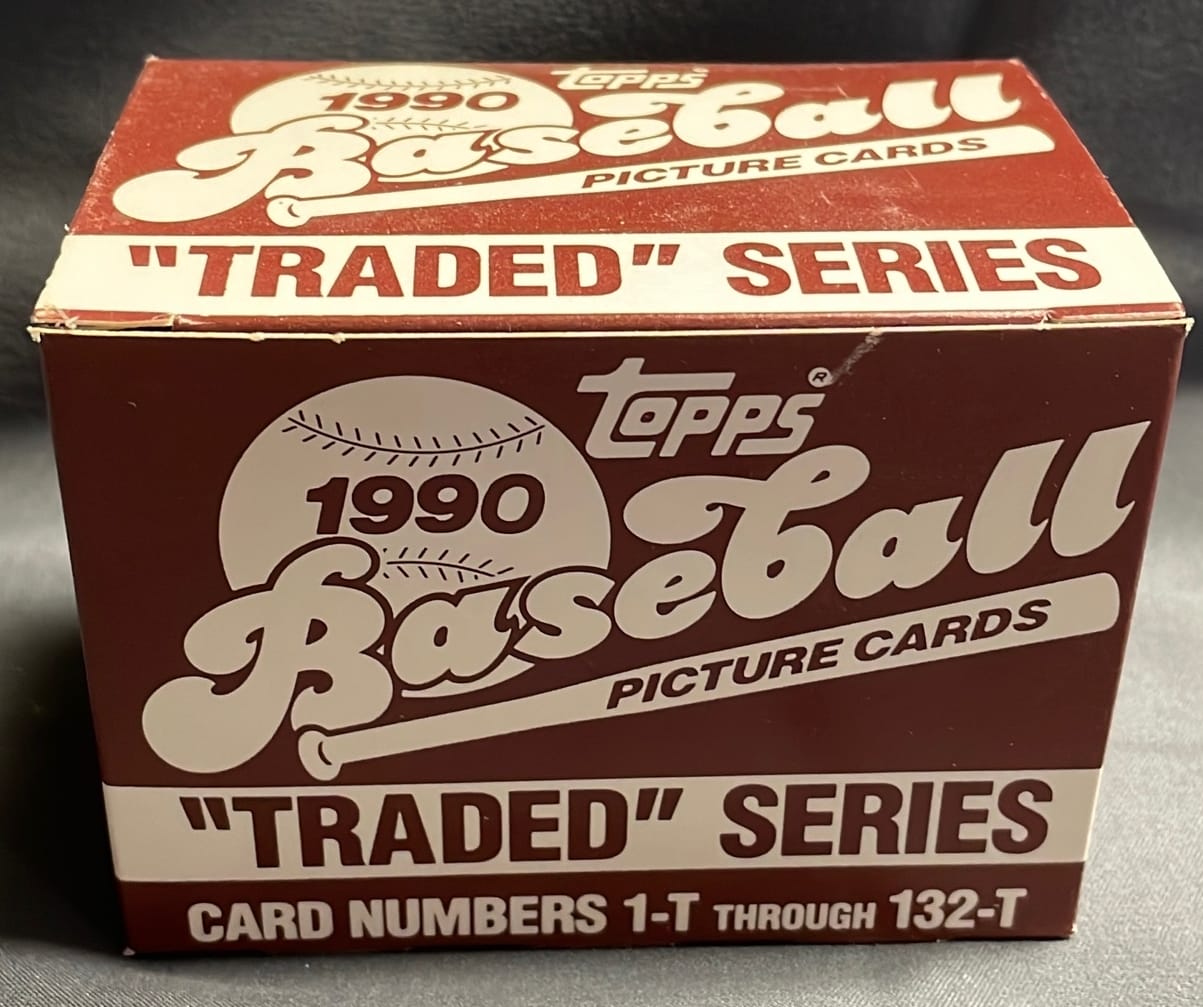 topps
1990
Baseball
PICTURE CARDS
"TRADED" SERIES
topps®
1990
Baseball
PICTURE CARDS
"TRADED" SERIES
CARD NUMBERS 1-T THROUGH 132-T